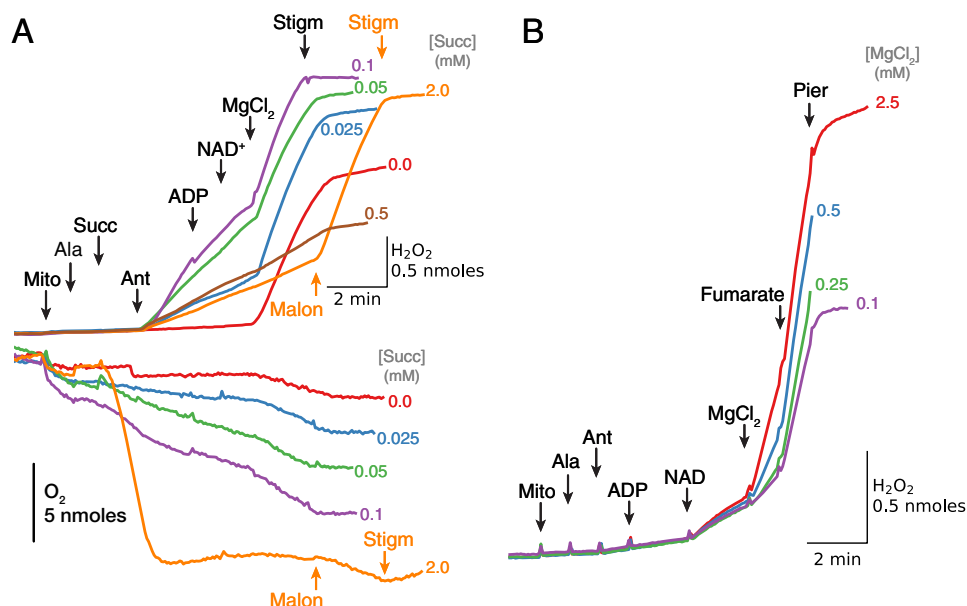 A
Stigm
Stigm
[Succ]
(mM)
0.1
0.05
2.0
MgCl2
0.025
NAD+
0.0
ADP
Succ
0.5
Ala
Mito
Ant
H2O2
0.5 nmoles
2 min
Malon
[Succ]
(mM)
0.0
0.025
0.05
O2
5 nmoles
0.1
Stigm
2.0
Malon
B
[MgCl2]
(mM)
Pier
2.5
0.5
Fumarate
0.25
0.1
MgCl2
Ant
Ala
NAD
Mito
ADP
H2O2
0.5 nmoles
2 min